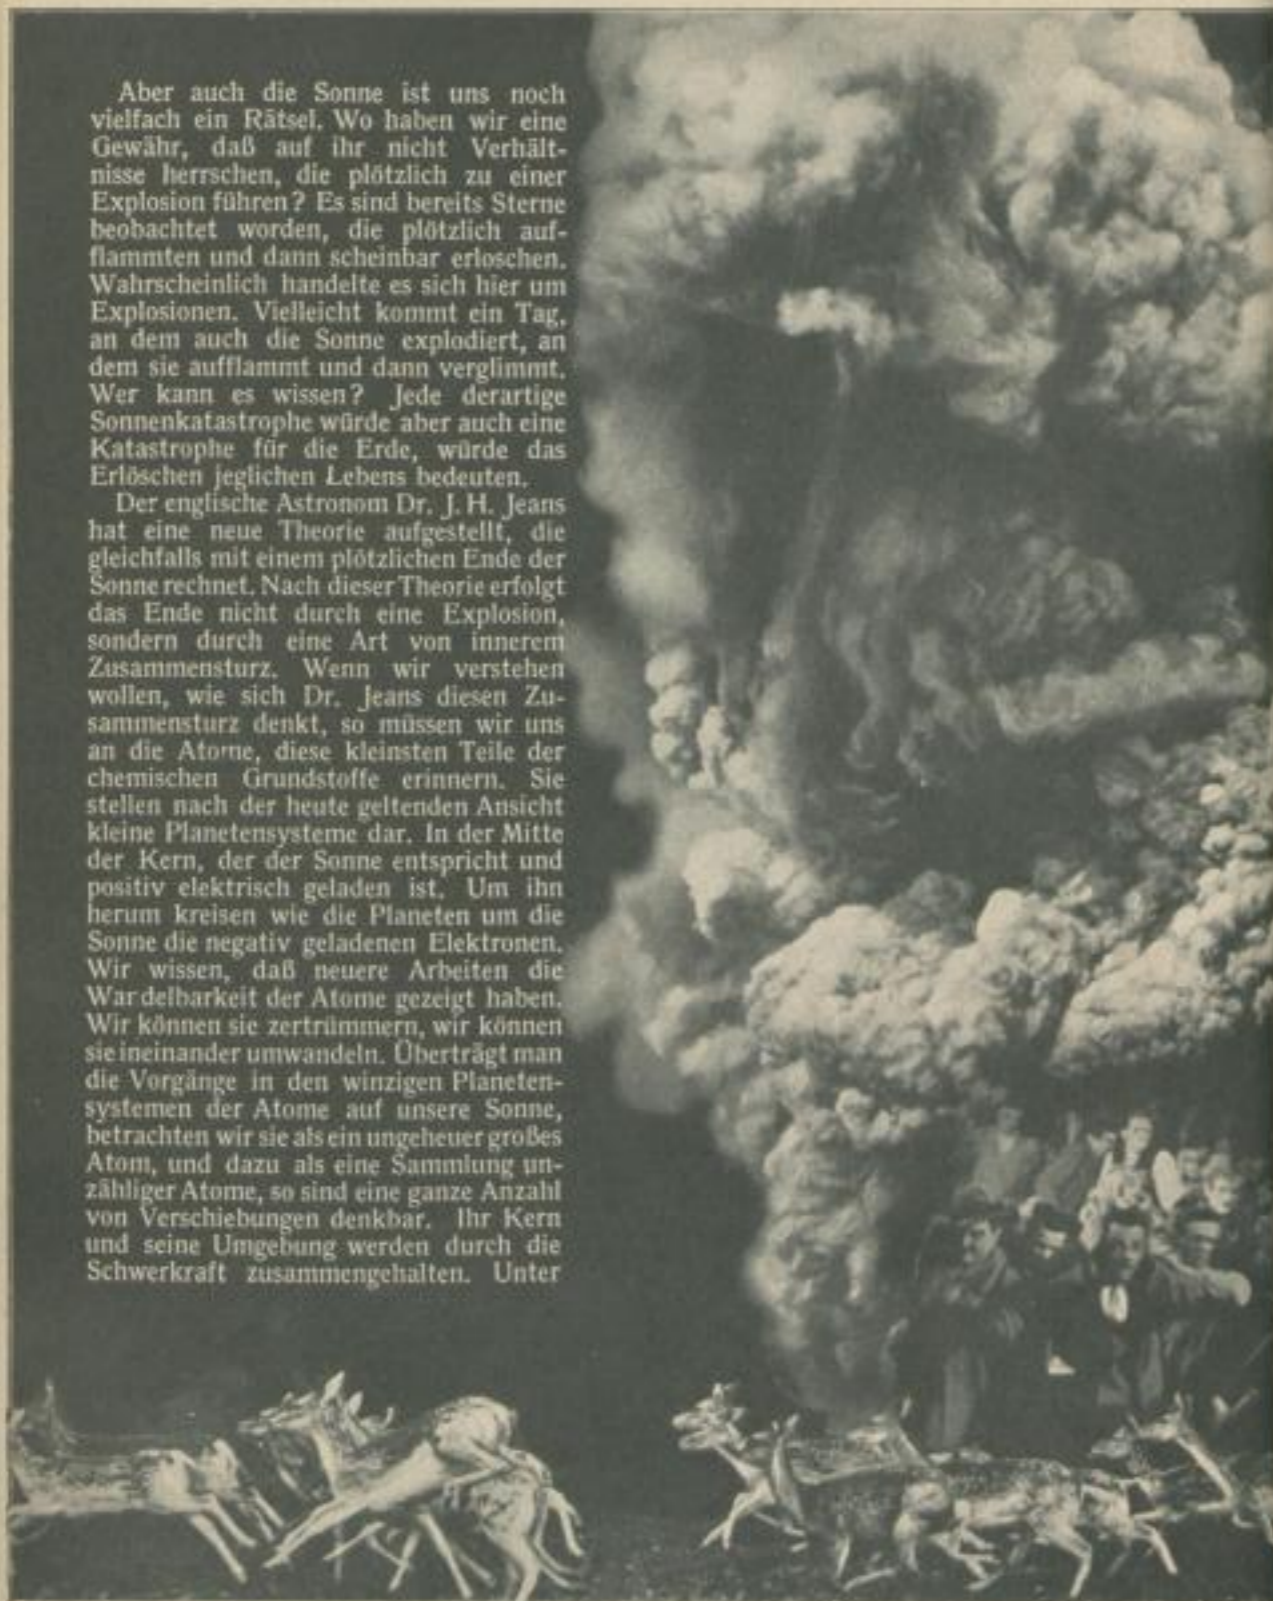 Aber auch die Sonne ist uns noch
vielfach ein Rätsel. Wo haben wir eine
Gewähr, daß auf ihr nicht Verhält-
nisse herrschen, die plötzlich zu einer
Explosion führen? Es sind bereits Sterne
beobachtet worden, die plötzlich auf-
flammten und dann scheinbar erloschen.
Wahrscheinlich handelte es sich hier um
Explosionen. Vielleicht kommt ein Tag,
an dem auch die Sonne explodiert, an
dem sie aufflammt und dann verglimmt.
Wer kann es wissen? Jede derartige
Sonnenkatastrophe würde aber auch eine
Katastrophe für die Erde, würde das
Erlöschen jeglichen Lebens bedeuten.
Der englische Astronom Dr. J. H. Jeans
hat eine neue Theorie aufgestellt, die
gleichfalls mit einem plötzlichen Ende der
Sonne rechnet. Nach dieser Theorie erfolgt
das Ende nicht durch eine Explosion,
sondern durch eine Art von innerem
Zusammensturz. Wenn wir verstehen
wollen, wie sich Dr. Jeans diesen Zu-
sammensturz denkt, so müssen wir uns
an die Atome, diese kleinsten Teile der
chemischen Grundstoffe erinnern. Sie
stellen nach der heute geltenden Ansicht
kleine Planetensysteme dar. In der Mitte
der Kern, der der Sonne entspricht und
positiv elektrisch geladen ist. Um ihn
herum kreisen wie die Planeten um die
Sonne die negativ geladenen Elektronen.
Wir wissen, daß neuere Arbeiten die
Wardelbarkeit der Atome gezeigt haben.
Wir können sie zertrümmern, wir können
sie ineinander umwandeln. Überträgt man
die Vorgänge in den winzigen Planeten-
systemen der Atome auf unsere Sonne,
betrachten wir sie als ein ungeheuer großes
Atom, und dazu als eine Sammlung un-
zähliger Atome, so sind eine ganze Anzahl
von Verschiebungen denkbar. Ihr Kern
und seine Umgebung werden durch die
Schwerkraft zusammengehalten. Unter